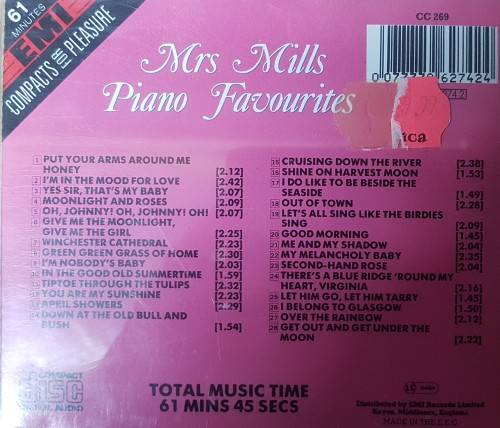 61
MINUTES
EMI
COMPACTS FOR PLEASURE
CC 269
Mrs Mills
Piano Favourites
1 PUT YOUR ARMS AROUND ME
HONEY [2.12]
2 I'M IN THE MOOD FOR LOVE [2.42]
3 YES SIR, THAT'S MY BABY [2.07]
4 MOONLIGHT AND ROSES [2.09]
5 OH, JOHNNY! OH, JOHNNY! OH! [2.07]
6 GIVE ME THE MOONLIGHT,
GIVE ME THE GIRL [2.25]
7 WINCHESTER CATHEDRAL [2.23]
8 GREEN GREEN GRASS OF HOME [2.30]
9 I'M NOBODY'S BABY [2.03]
10 IN THE GOOD OLD SUMMERTIME [1.59]
11 TIPTOE THROUGH THE TULIPS [2.32]
12 YOU ARE MY SUNSHINE [2.23]
13 APRIL SHOWERS [2.29]
14 DOWN AT THE OLD BULL AND
BUSH [1.54]
15 CRUISING DOWN THE RIVER [2.38]
16 SHINE ON HARVEST MOON [1.53]
17 I DO LIKE TO BE BESIDE THE
SEASIDE [1.49]
18 OUT OF TOWN [2.28]
19 LET'S ALL SING LIKE THE BIRDIES
SING [2.09]
20 GOOD MORNING [1.45]
21 ME AND MY SHADOW [2.04]
22 MY MELANCHOLY BABY [2.35]
23 SECOND-HAND ROSE [2.04]
24 THERE'S A BLUE RIDGE 'ROUND MY
HEART, VIRGINIA [2.16]
25 LET HIM GO, LET HIM TARRY [1.45]
26 I BELONG TO GLASGOW [1.50]
27 OVER THE RAINBOW [2.12]
28 GET OUT AND GET UNDER THE
MOON [2.22]
COMPACT
DISC
DIGITAL AUDIO
TOTAL MUSIC TIME
61 MINS 45 SECS
Distributed by EMI Records Limited
Hayes, Middlesex, England
MADE IN THE E.E.C.